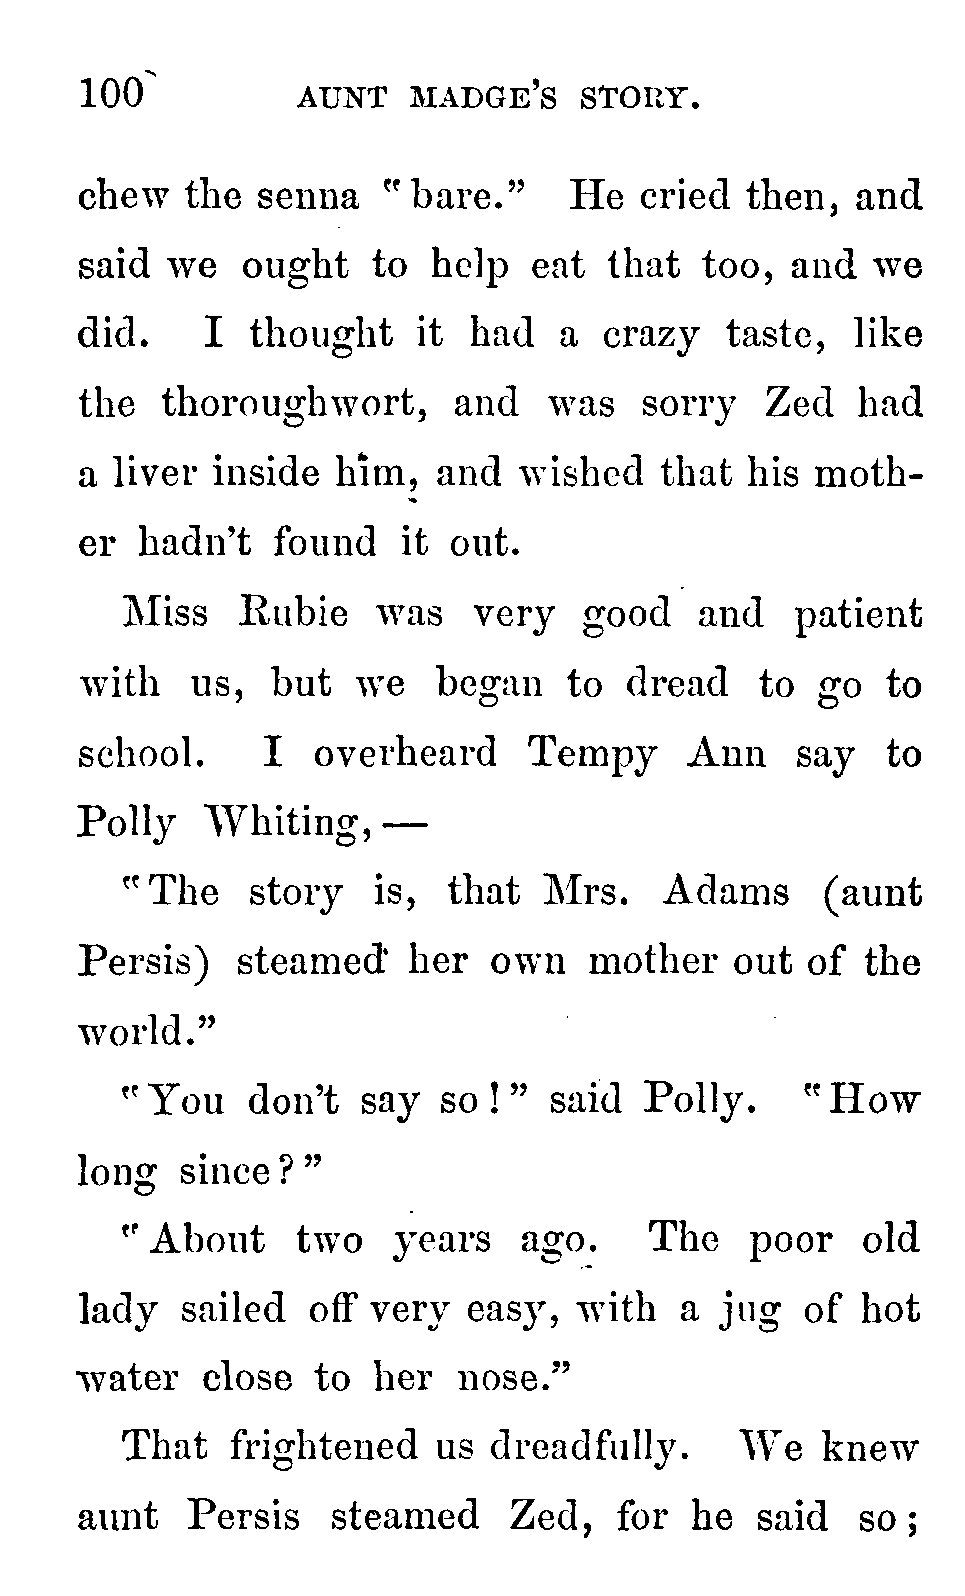 100 AUNT MADGE'S STORY.
chew the senna "bare." He cried then, and
said we ought to help eat that too, and we
did. I thought it had a crazy taste, like
the thoroughwort, and was sorry Zed had
a liver inside him, and wished that his moth-
er hadn't found it out.
Miss Rubie was very good and patient
with us, but we began to dread to go to
school. I overheard Tempy Ann say to
Polly Whiting,—
"The story is, that Mrs. Adams (aunt
Persis) steamed her own mother out of the
world."
"You don't say so!" said Polly. "How
long since?"
"About two years ago. The poor old
lady sailed off very easy, with a jug of hot
water close to her nose."
That frightened us dreadfully. We knew
aunt Persis steamed Zed, for he said so;